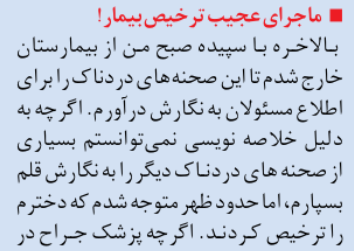 ■ ماجرای عجیب ترخیص بیمار!
بالاخره با سپیده صبح من از بیمارستان
خارج شدم تا این صحنه‌های دردناک را برای
اطلاع مسئولان به نگارش درآورم. اگرچه به
دلیل خلاصه نویسی نمی‌توانستم بسیاری
از صحنه های دردناک دیگر را به نگارش قلم
بسپارم، اما حدود ظهر متوجه شدم که دخترم
را ترخیص کردند. اگرچه پزشک جراح در